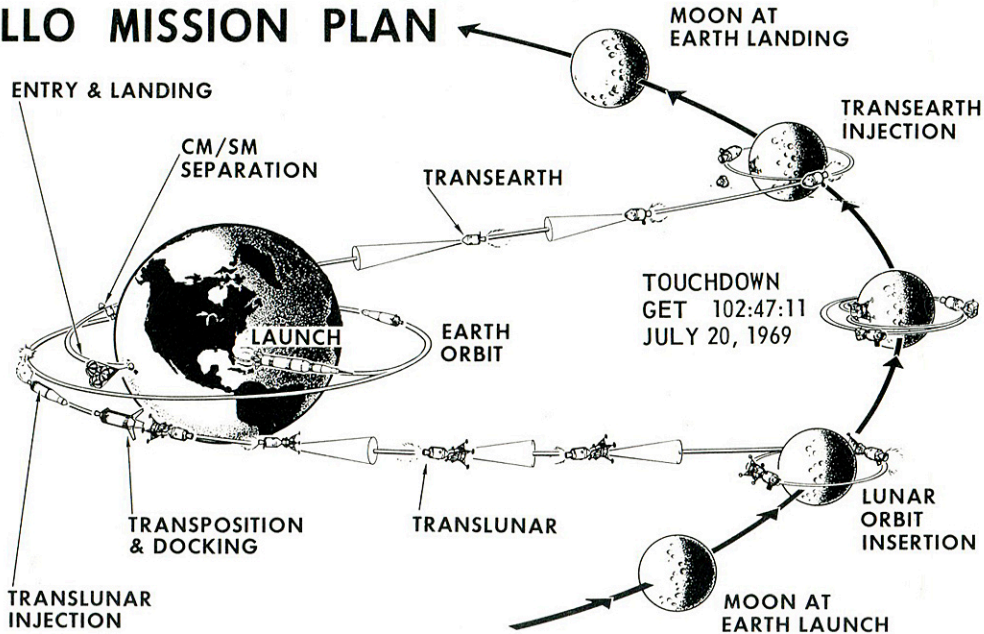 LLO MISSION PLAN
MOON AT
EARTH LANDING
ENTRY & LANDING
TRANSEARTH
INJECTION
CM/SM
SEPARATION
TRANSEARTH
TOUCHDOWN
GET 102:47:11
JULY 20, 1969
LAUNCH
EARTH
ORBIT
TRANSPOSITION
& DOCKING
TRANSLUNAR
LUNAR
ORBIT
INSERTION
TRANSLUNAR
INJECTION
MOON AT
EARTH LAUNCH